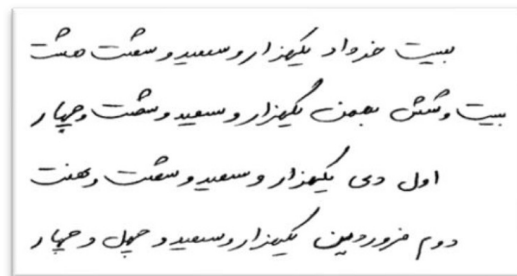 بیست خرداد یکهزار و سیصد و شصت هشت
بیست و شش بهمن یکهزار و سیصد و شصت و چهار
اول دی یکهزار و سیصد و شصت و هفت
دوم فروردین یکهزار و سیصد و چهل و چهار